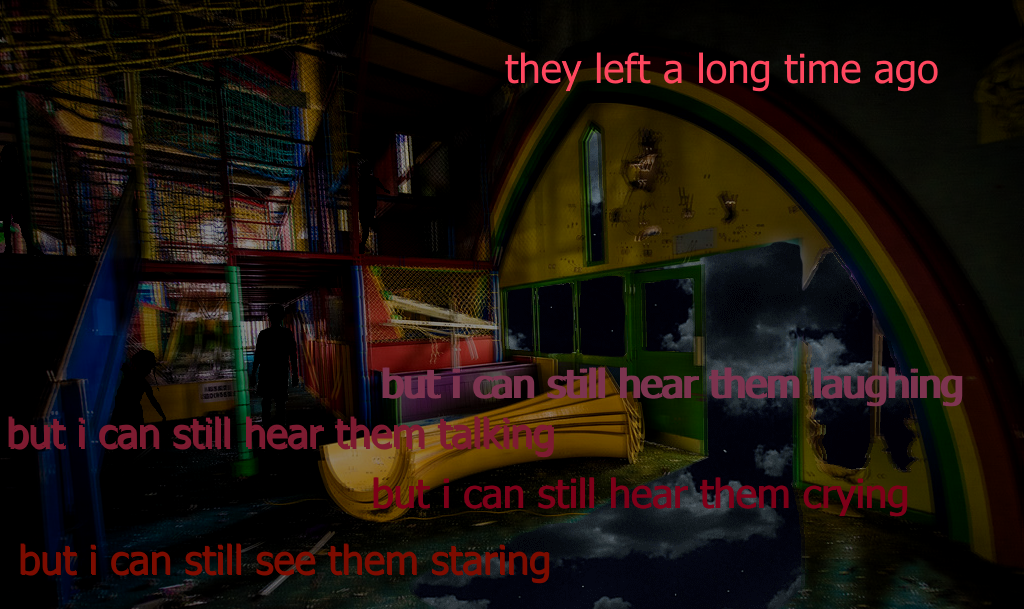 they left a long time ago
but i can still hear them laughing
but i can still hear them talking
but i can still hear them crying
but i can still see them staring